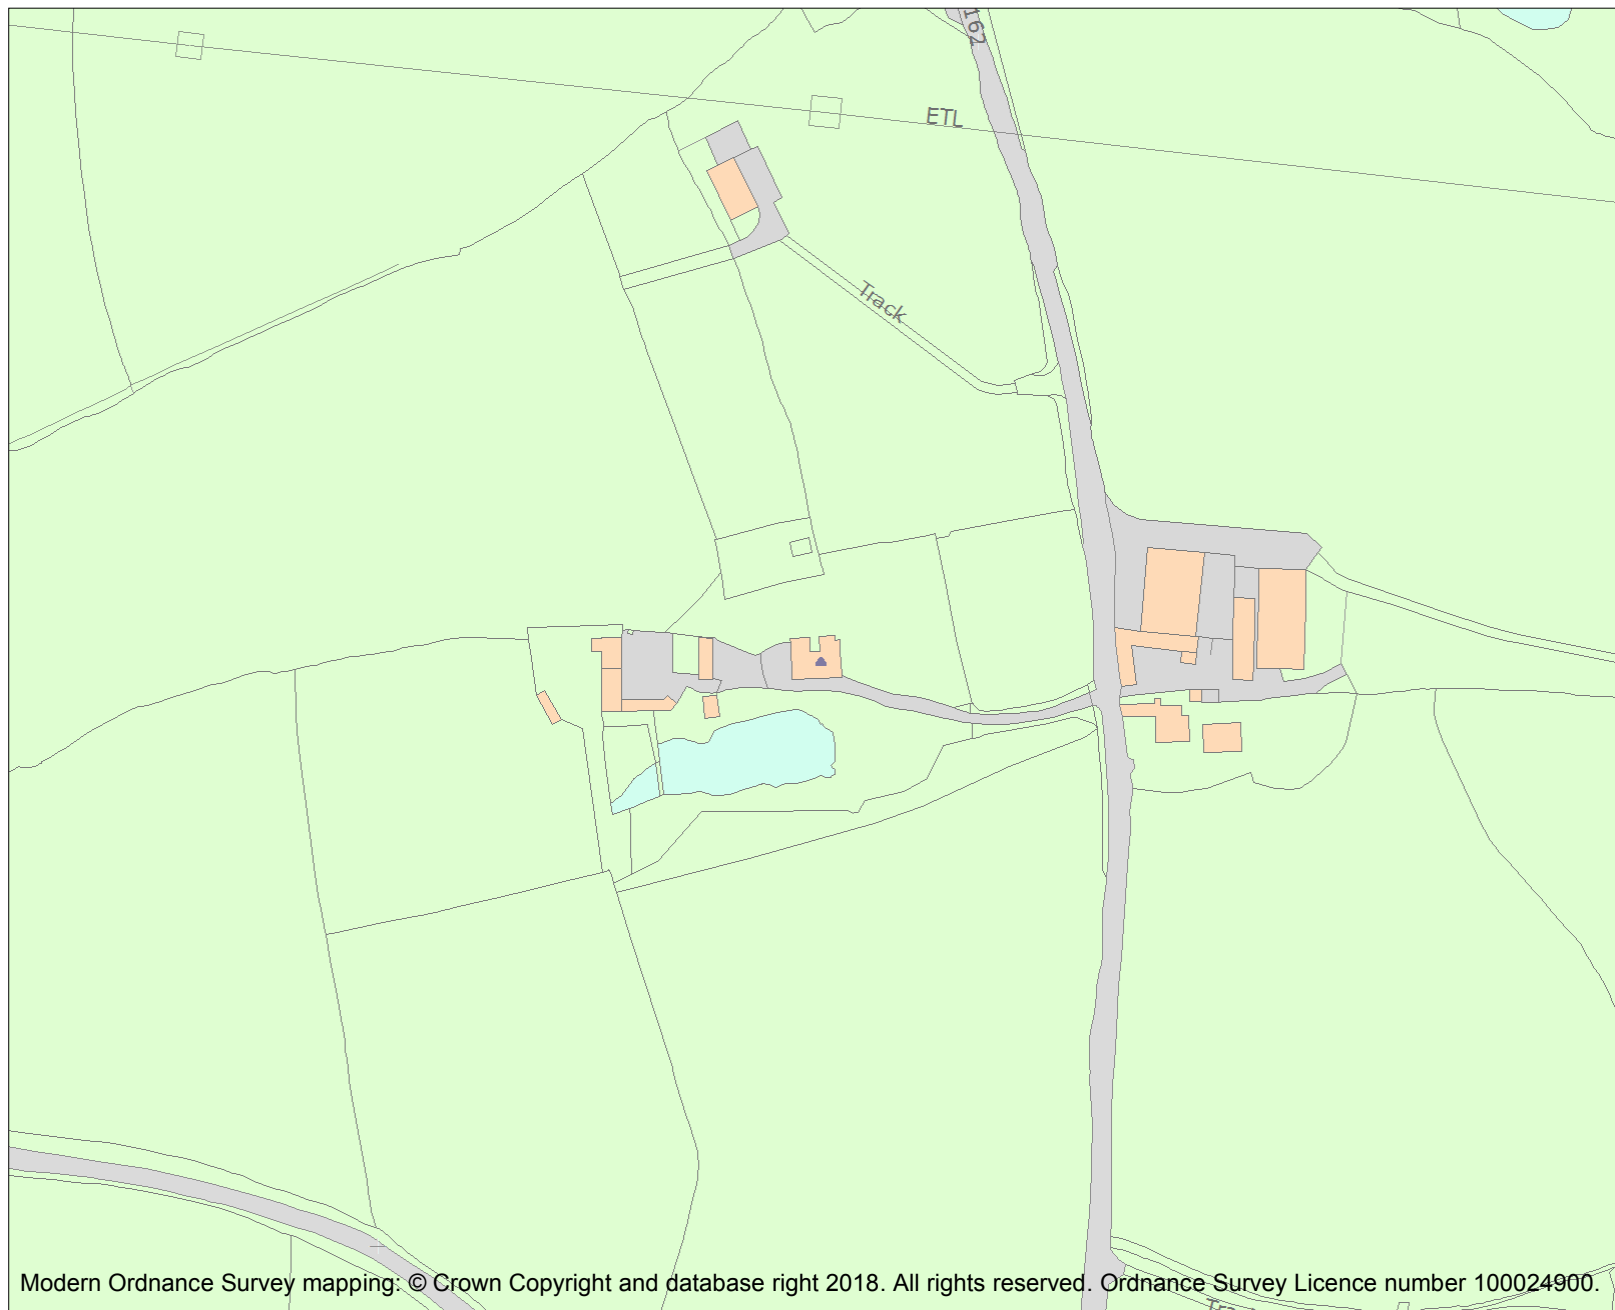 162
ETL
Track
Modern Ordnance Survey mapping: © Crown Copyright and database right 2018. All rights reserved. Ordnance Survey Licence number 100024900.